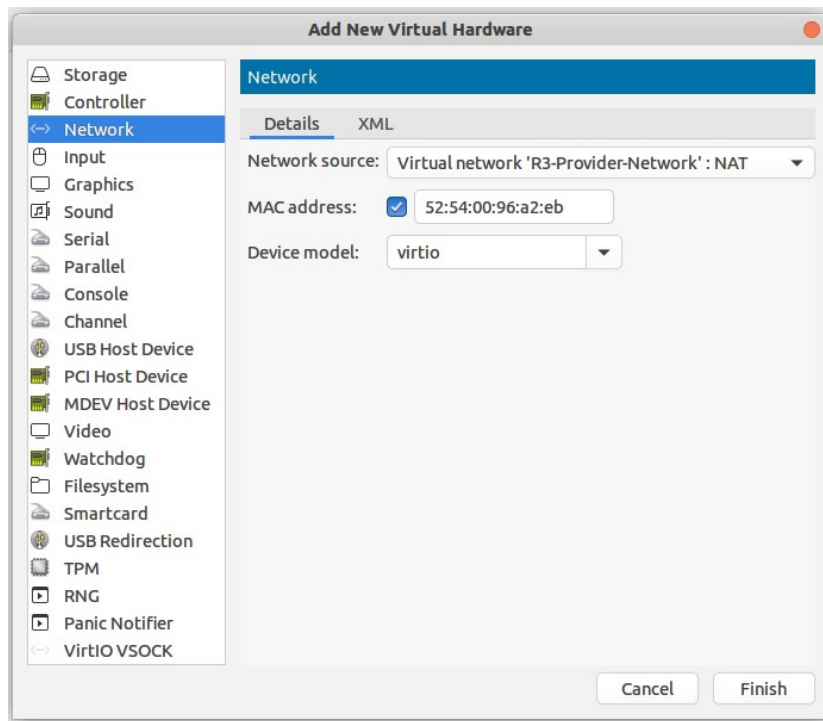 Add New Virtual Hardware
Storage
Controller
Network
Input
Graphics
Sound
Serial
Parallel
Console
Channel
USB Host Device
PCI Host Device
MDEV Host Device
Video
Watchdog
Filesystem
Smartcard
USB Redirection
TPM
RNG
Panic Notifier
VirtIO VSOCK
Network
Details XML
Network source: Virtual network 'R3-Provider-Network' : NAT
MAC address: 52:54:00:96:a2:eb
Device model: virtio
Cancel Finish